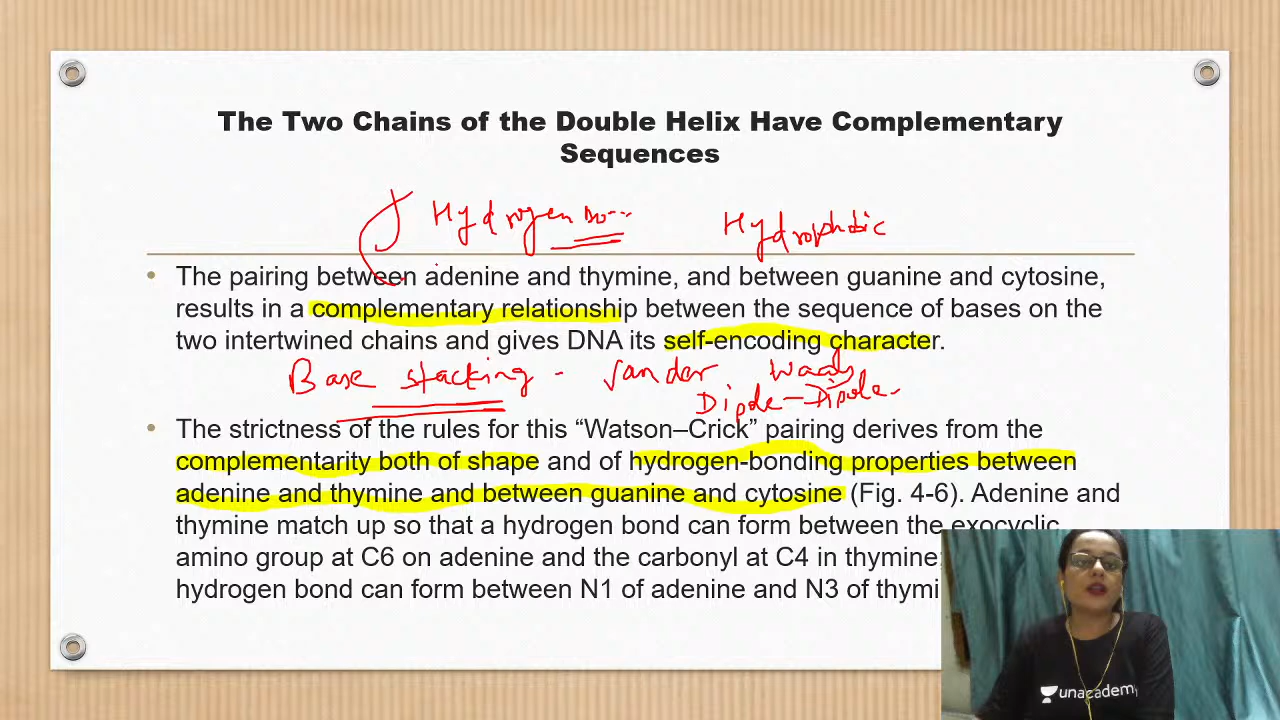 The Two Chains of the Double Helix Have Complementary
Sequences
Hydrogen Hydrophobic
• The pairing between adenine and thymine, and between guanine and cytosine,
results in a complementary relationship between the sequence of bases on the
two intertwined chains and gives DNA its self-encoding character.
Base stacking - Vander Waals
Dipole-Dipole
• The strictness of the rules for this “Watson–Crick” pairing derives from the
complementarity both of shape and of hydrogen-bonding properties between
adenine and thymine and between guanine and cytosine (Fig. 4-6). Adenine and
thymine match up so that a hydrogen bond can form between the exocyclic
amino group at C6 on adenine and the carbonyl at C4 in thymine;
hydrogen bond can form between N1 of adenine and N3 of thymi
unacademy